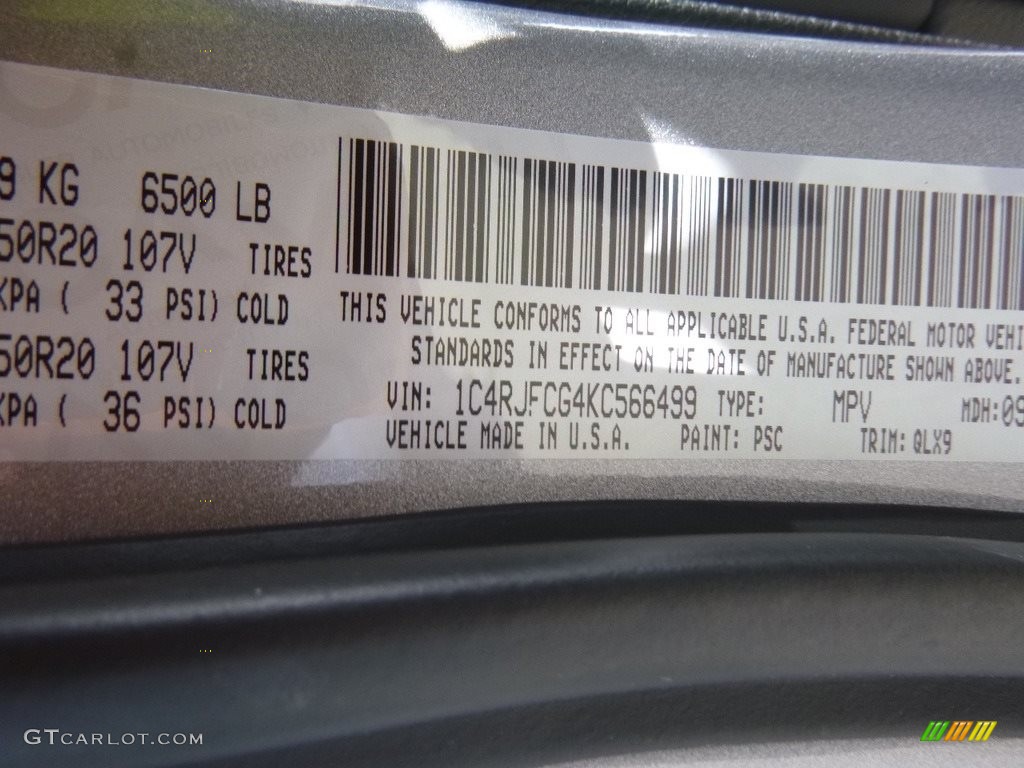 9 KG 6500 LB
50R20 107V TIRES
KPA ( 33 PSI) COLD
50R20 107V TIRES
KPA ( 36 PSI) COLD
THIS VEHICLE CONFORMS TO ALL APPLICABLE U.S.A. FEDERAL MOTOR VEHI
STANDARDS IN EFFECT ON THE DATE OF MANUFACTURE SHOWN ABOVE.
VIN: 1C4RJFCG4KC566499 TYPE: MPV MDH:09
VEHICLE MADE IN U.S.A. PAINT: PSC TRIM: QLX9
GTCARLOT.COM